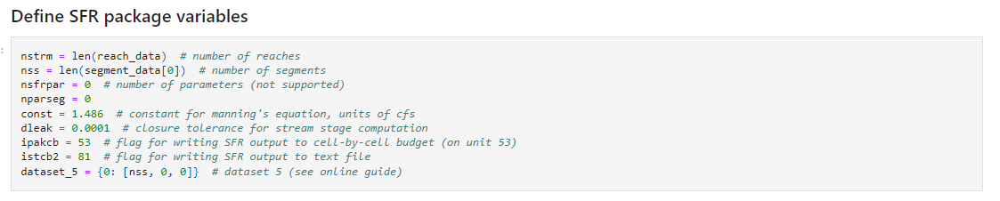 Define SFR package variables
:
nstrm = len(reach_data)  # number of reaches
nss = len(segment_data[0])  # number of segments
nsfrpar = 0  # number of parameters (not supported)
nparseg = 0
const = 1.486  # constant for manning's equation, units of cfs
dleak = 0.0001  # closure tolerance for stream stage computation
ipakcb = 53  # flag for writing SFR output to cell-by-cell budget (on unit 53)
istcb2 = 81  # flag for writing SFR output to text file
dataset_5 = {0: [nss, 0, 0]}  # dataset 5 (see online guide)